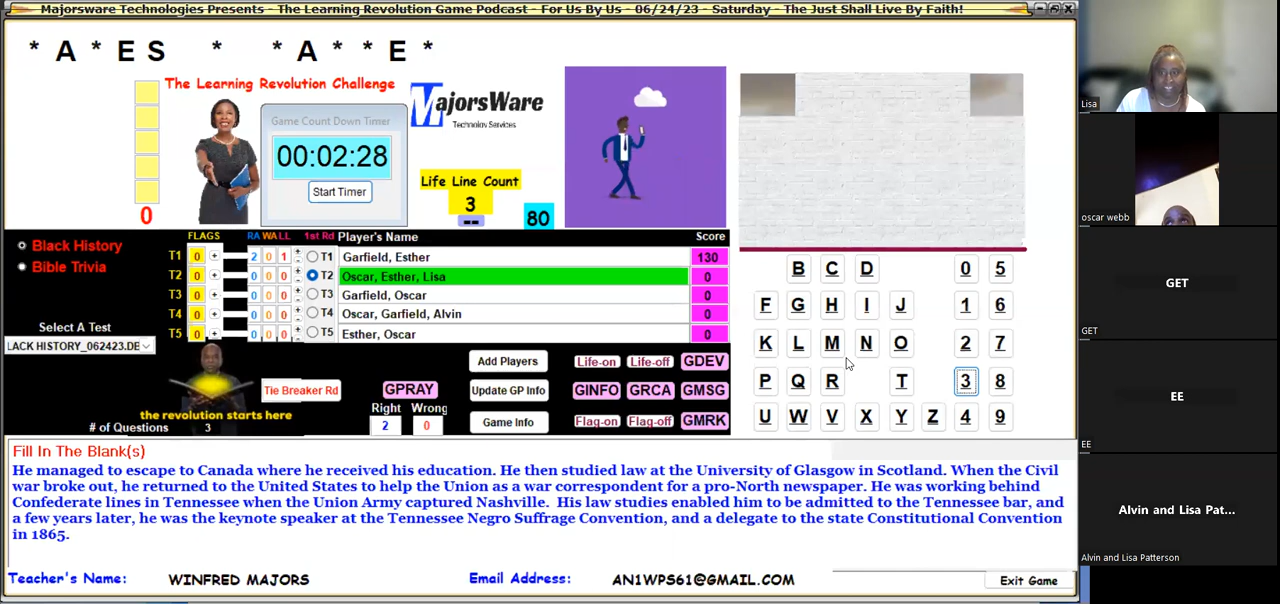 Majorsware Technologies Presents - The Learning Revolution Game Podcast - For Us By Us - 06/24/23 - Saturday - The Just Shall Live By Faith!
* A * E S * * A * * E *
The Learning Revolution Challenge
Game Count Down Timer
00:02:28
Start Timer
0
MajorsWare
Technology Services
Life Line Count
3
--
80
Black History
Bible Trivia
Select A Test
LACK HISTORY_062423.DE
FLAGS RA WA LL 1st Rd Player's Name Score
T1 0 + 2 0 1 + - T1 Garfield, Esther 130
T2 0 + 0 0 0 + - T2 Oscar, Esther, Lisa 0
T3 0 + 0 0 0 + - T3 Garfield, Oscar 0
T4 0 + 0 0 0 + - T4 Oscar, Garfield, Alvin 0
T5 0 + 0 0 0 + - T5 Esther, Oscar 0
the revolution starts here
# of Questions 3
Tie Breaker Rd
GPRAY
Right Wrong
2 0
Add Players Life-on Life-off GDEV
Update GP Info GINFO GRCA GMSG
Game Info Flag-on Flag-off GMRK
B C D 0 5
F G H I J 1 6
K L M N O 2 7
P Q R T 3 8
U W V X Y Z 4 9
Fill In The Blank(s)
He managed to escape to Canada where he received his education. He then studied law at the University of Glasgow in Scotland. When the Civil
war broke out, he returned to the United States to help the Union as a war correspondent for a pro-North newspaper. He was working behind
Confederate lines in Tennessee when the Union Army captured Nashville. His law studies enabled him to be admitted to the Tennessee bar, and
a few years later, he was the keynote speaker at the Tennessee Negro Suffrage Convention, and a delegate to the state Constitutional Convention
in 1865.
Teacher's Name: WINFRED MAJORS Email Address: AN1WPS61@GMAIL.COM Exit Game
Lisa
oscar webb
GET
GET
EE
EE
Alvin and Lisa Pat...
Alvin and Lisa Patterson